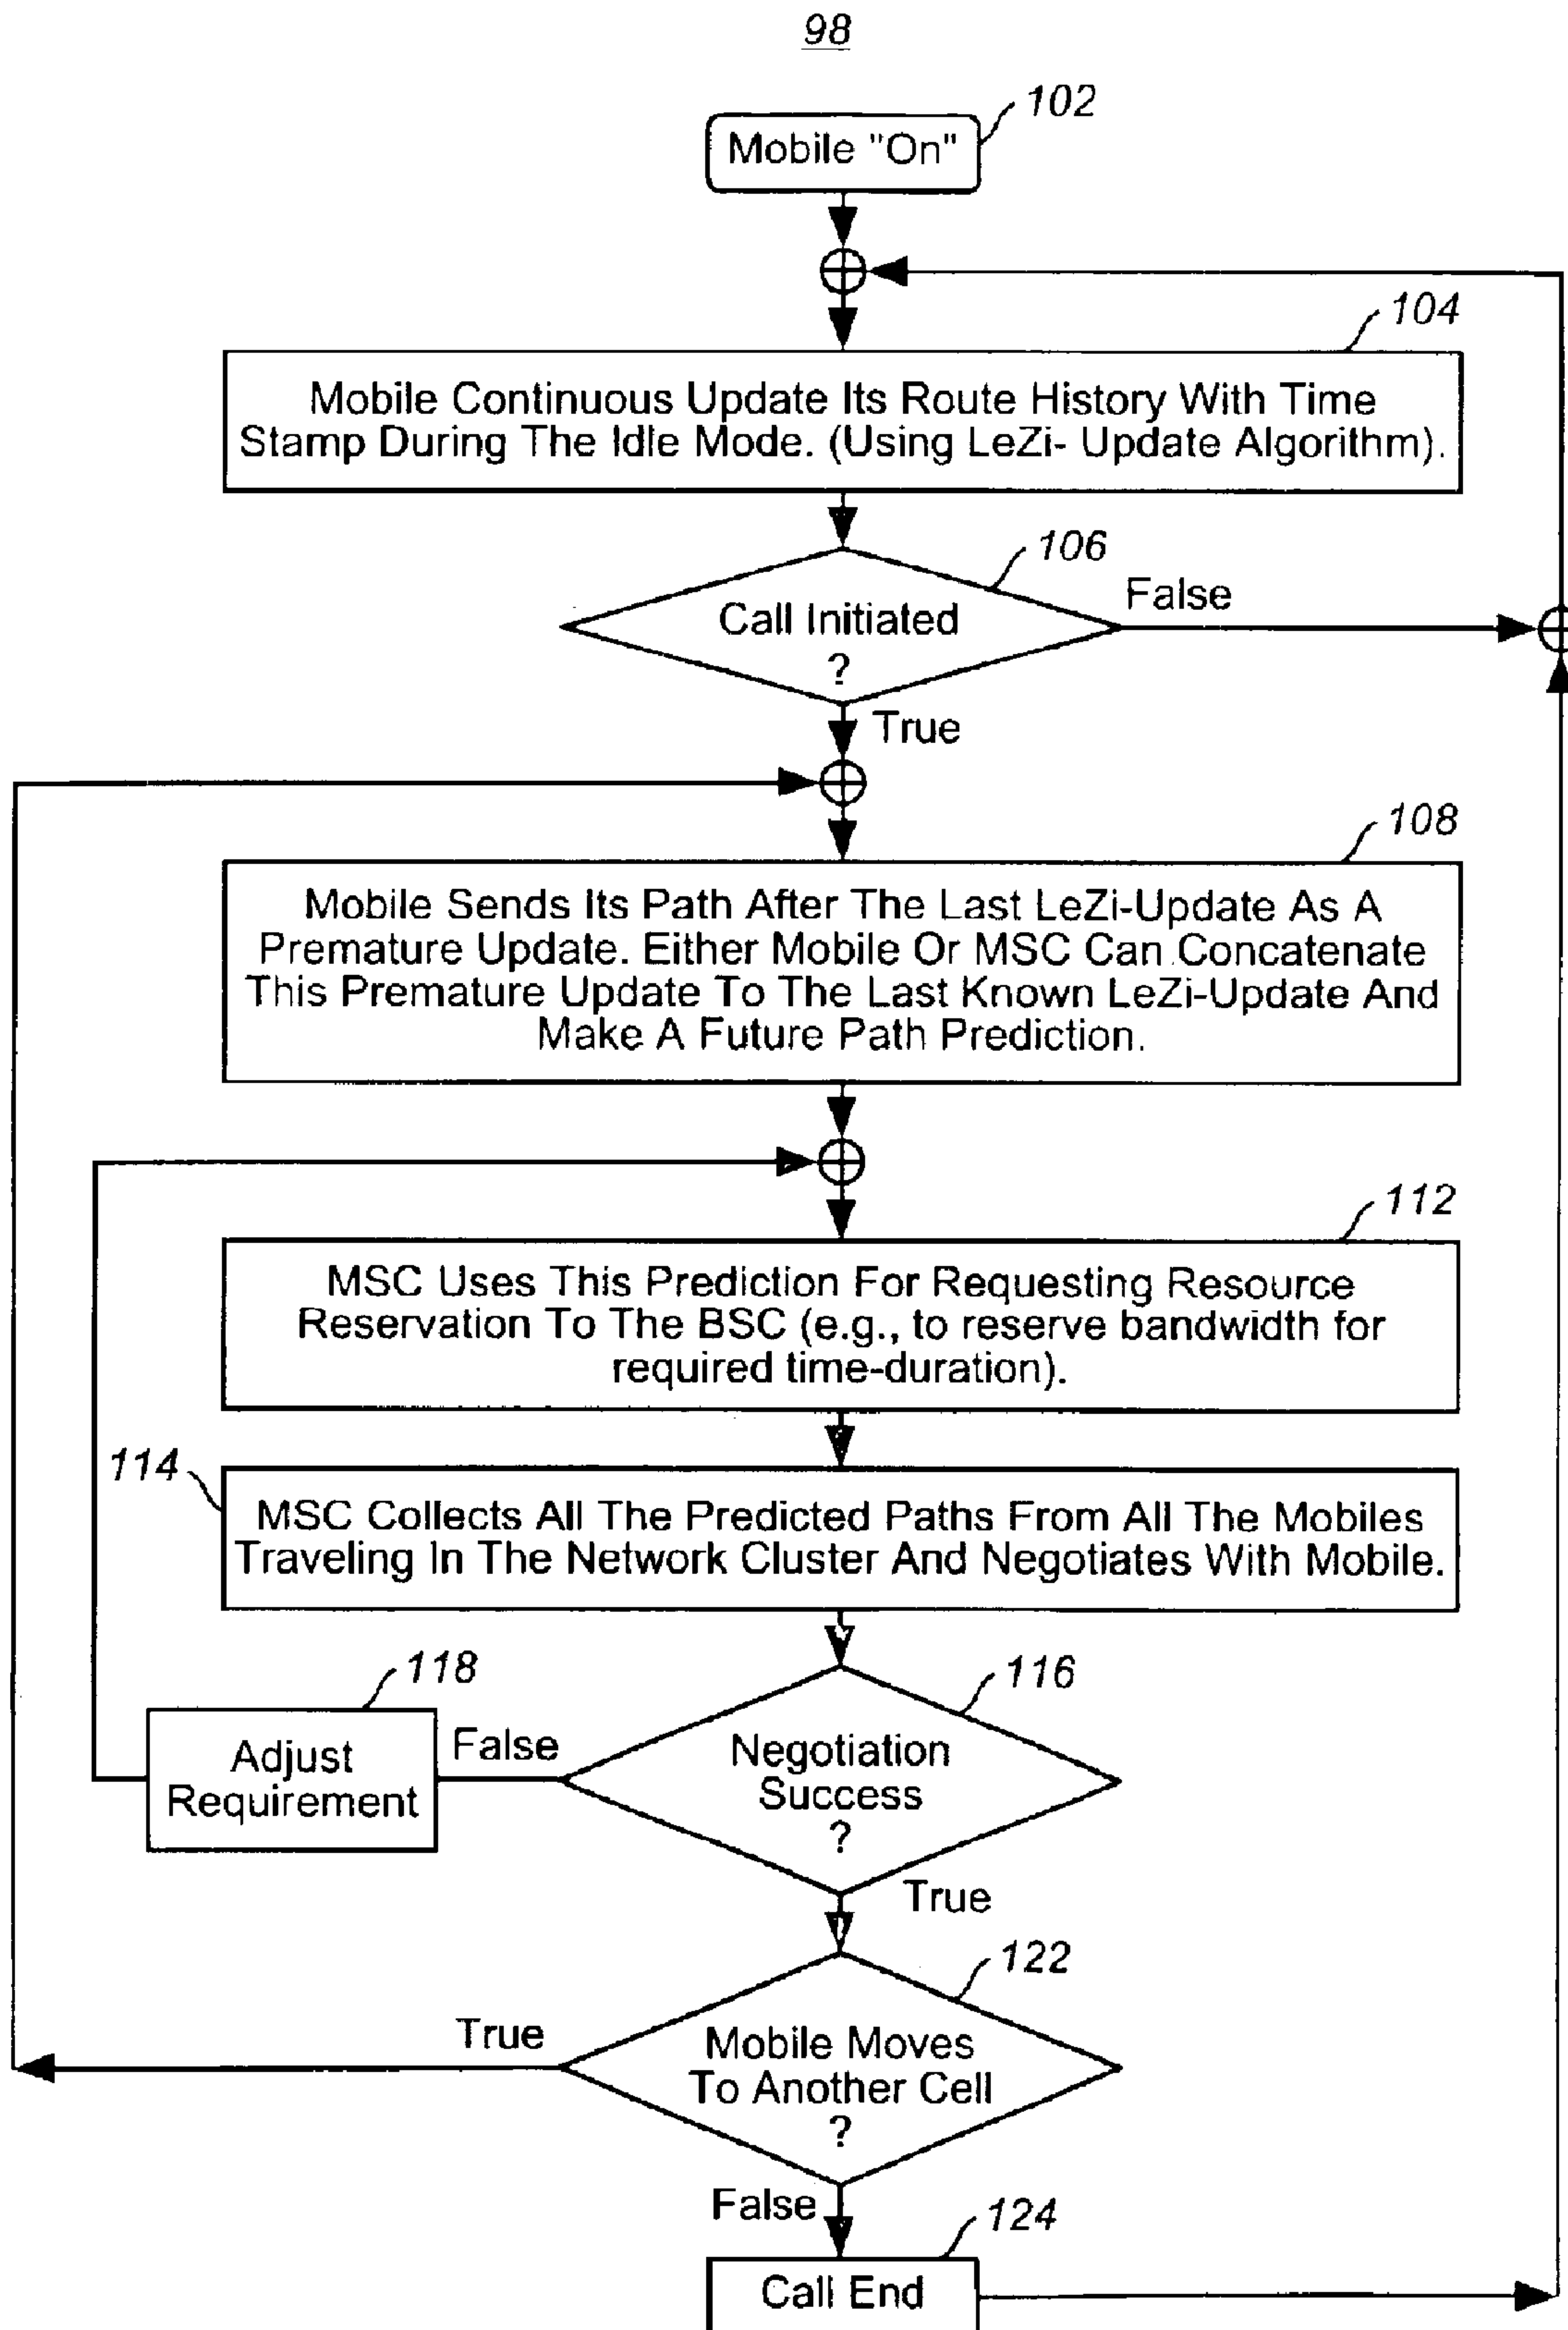 98
102
Mobile "On"
104
Mobile Continuous Update Its Route History With Time
Stamp During The Idle Mode. (Using LeZi- Update Algorithm).
106
Call Initiated
?
False
True
108
Mobile Sends Its Path After The Last LeZi-Update As A
Premature Update. Either Mobile Or MSC Can Concatenate
This Premature Update To The Last Known LeZi-Update And
Make A Future Path Prediction.
112
MSC Uses This Prediction For Requesting Resource
Reservation To The BSC (e.g., to reserve bandwidth for
required time-duration).
114
MSC Collects All The Predicted Paths From All The Mobiles
Traveling In The Network Cluster And Negotiates With Mobile.
118
116
Adjust
Requirement
False
Negotiation
Success
?
True
122
True
Mobile Moves
To Another Cell
?
False
124
Call End